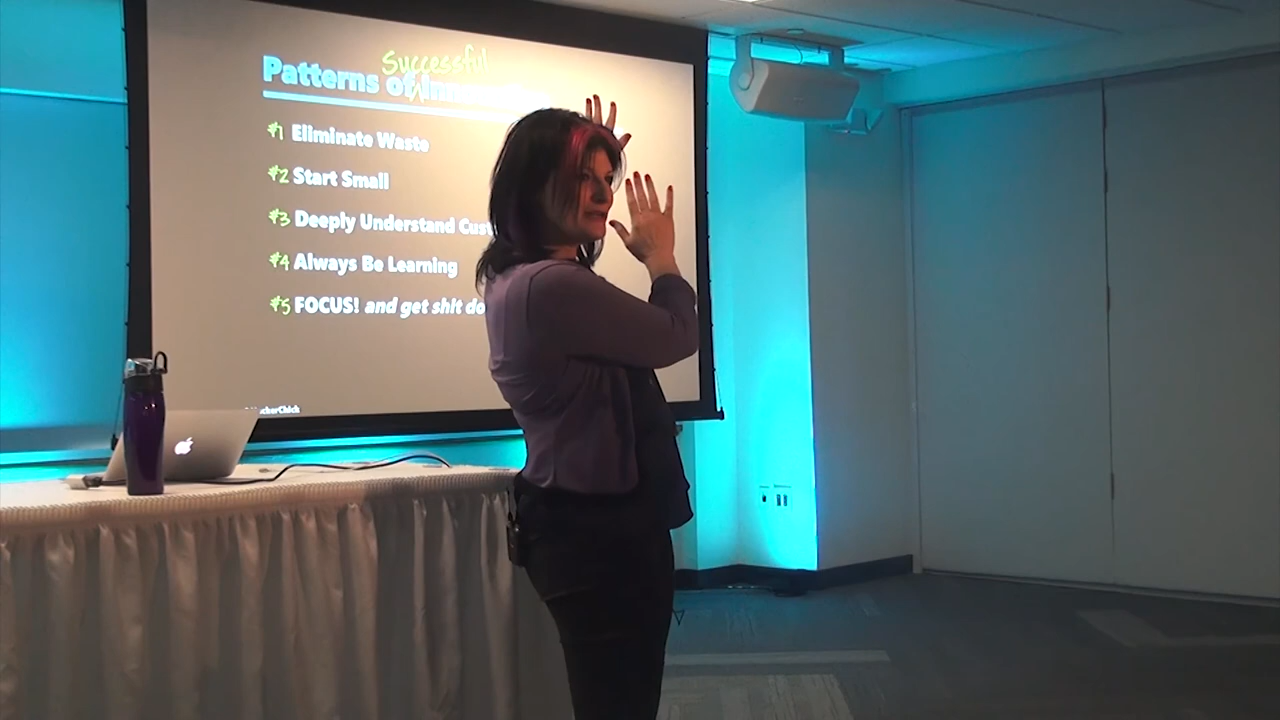 Successful
Patterns of
#1 Eliminate Waste
#2 Start Small
#3 Deeply Understand
#4 Always Be Learning
#5 FOCUS! and get shit